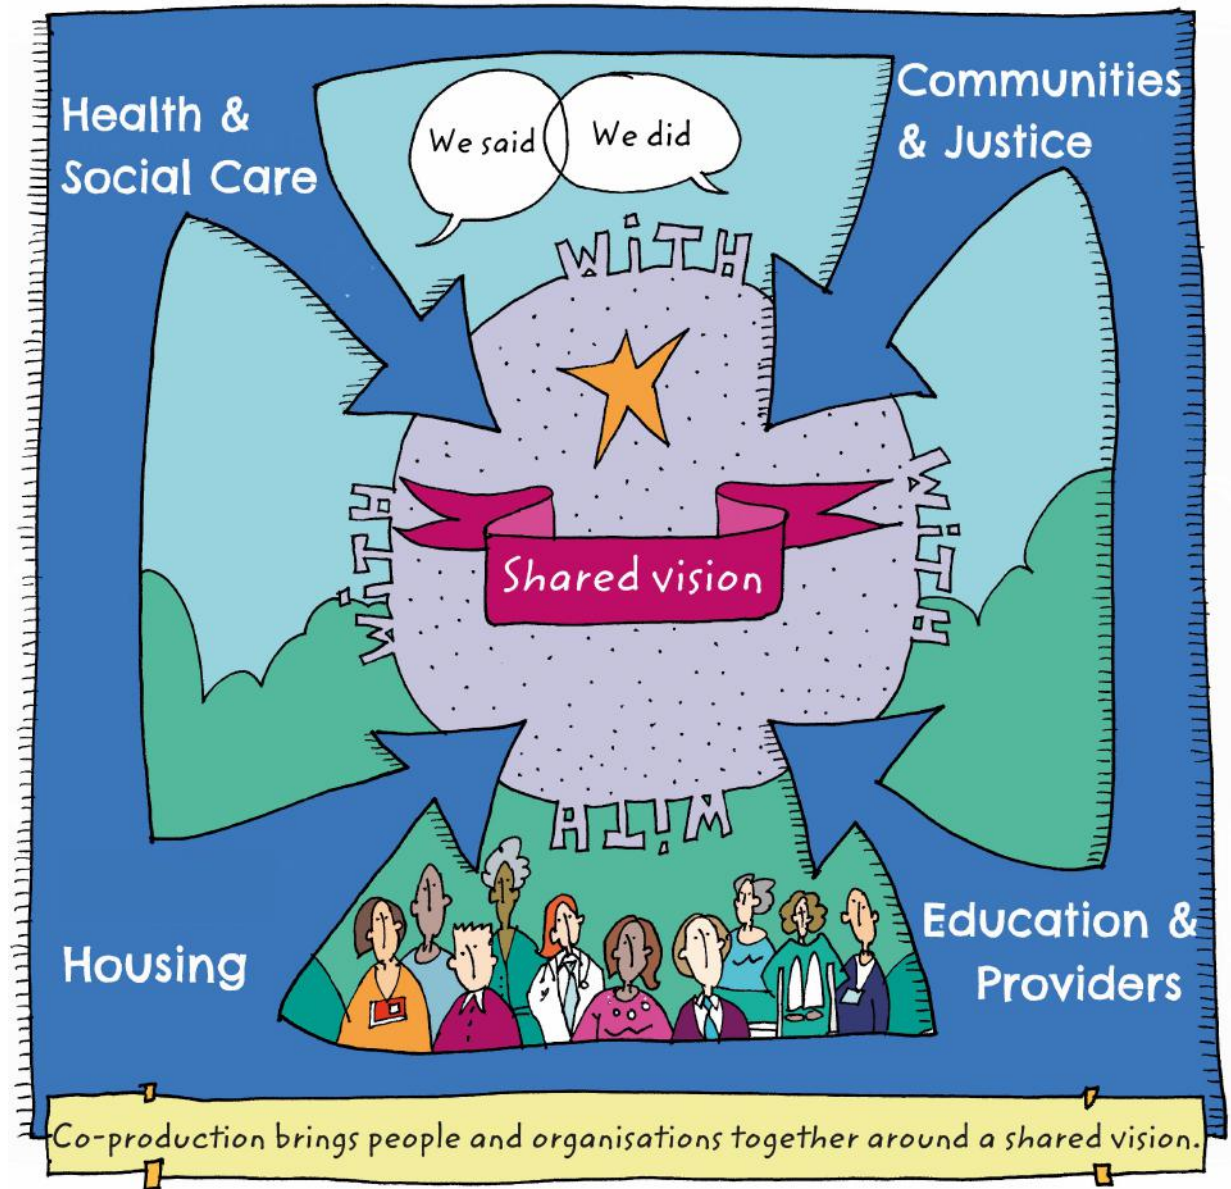 Health &
Social Care
Communities
& Justice
We said
We did
WiTH
WiTH
WiTH
Shared vision
WiTH
Housing
Education &
Providers
Co-production brings people and organisations together around a shared vision.